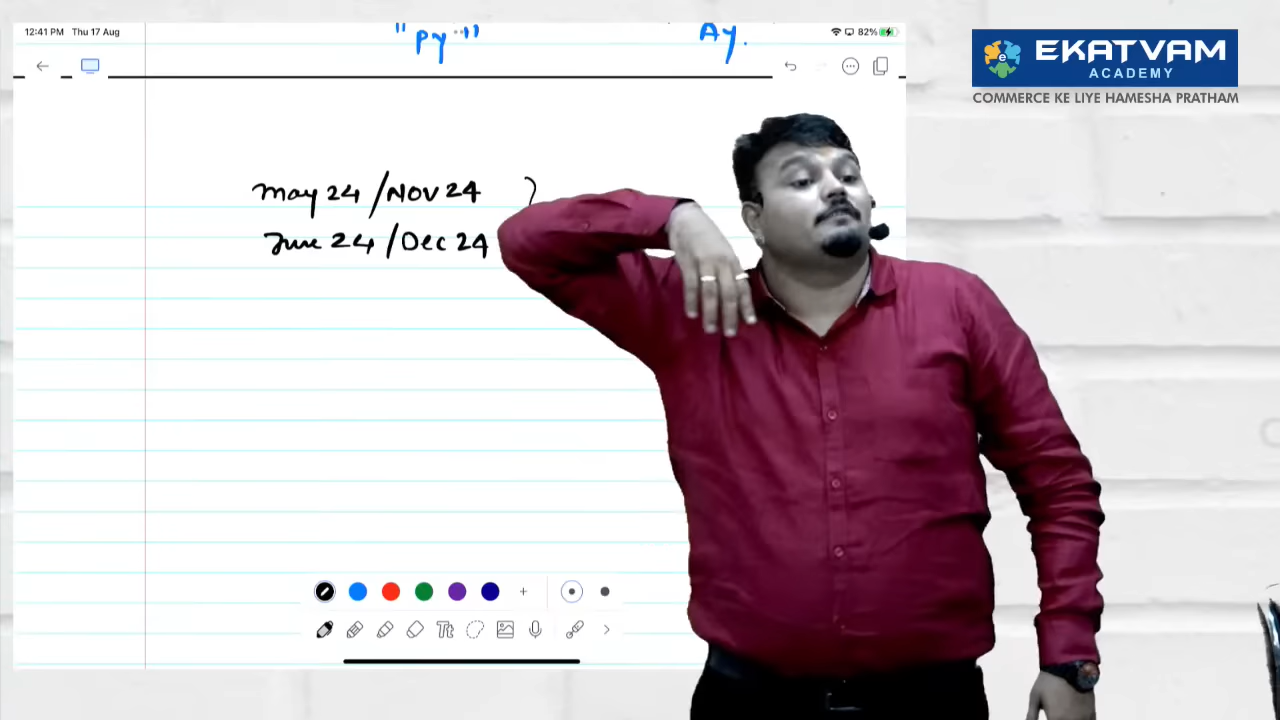 12:41 PM Thu 17 Aug
82%
"PY"
AY.
EKATVAM
ACADEMY
COMMERCE KE LIYE HAMESHA PRATHAM
May 24 / Nov 24
June 24 / Dec 24
Tt